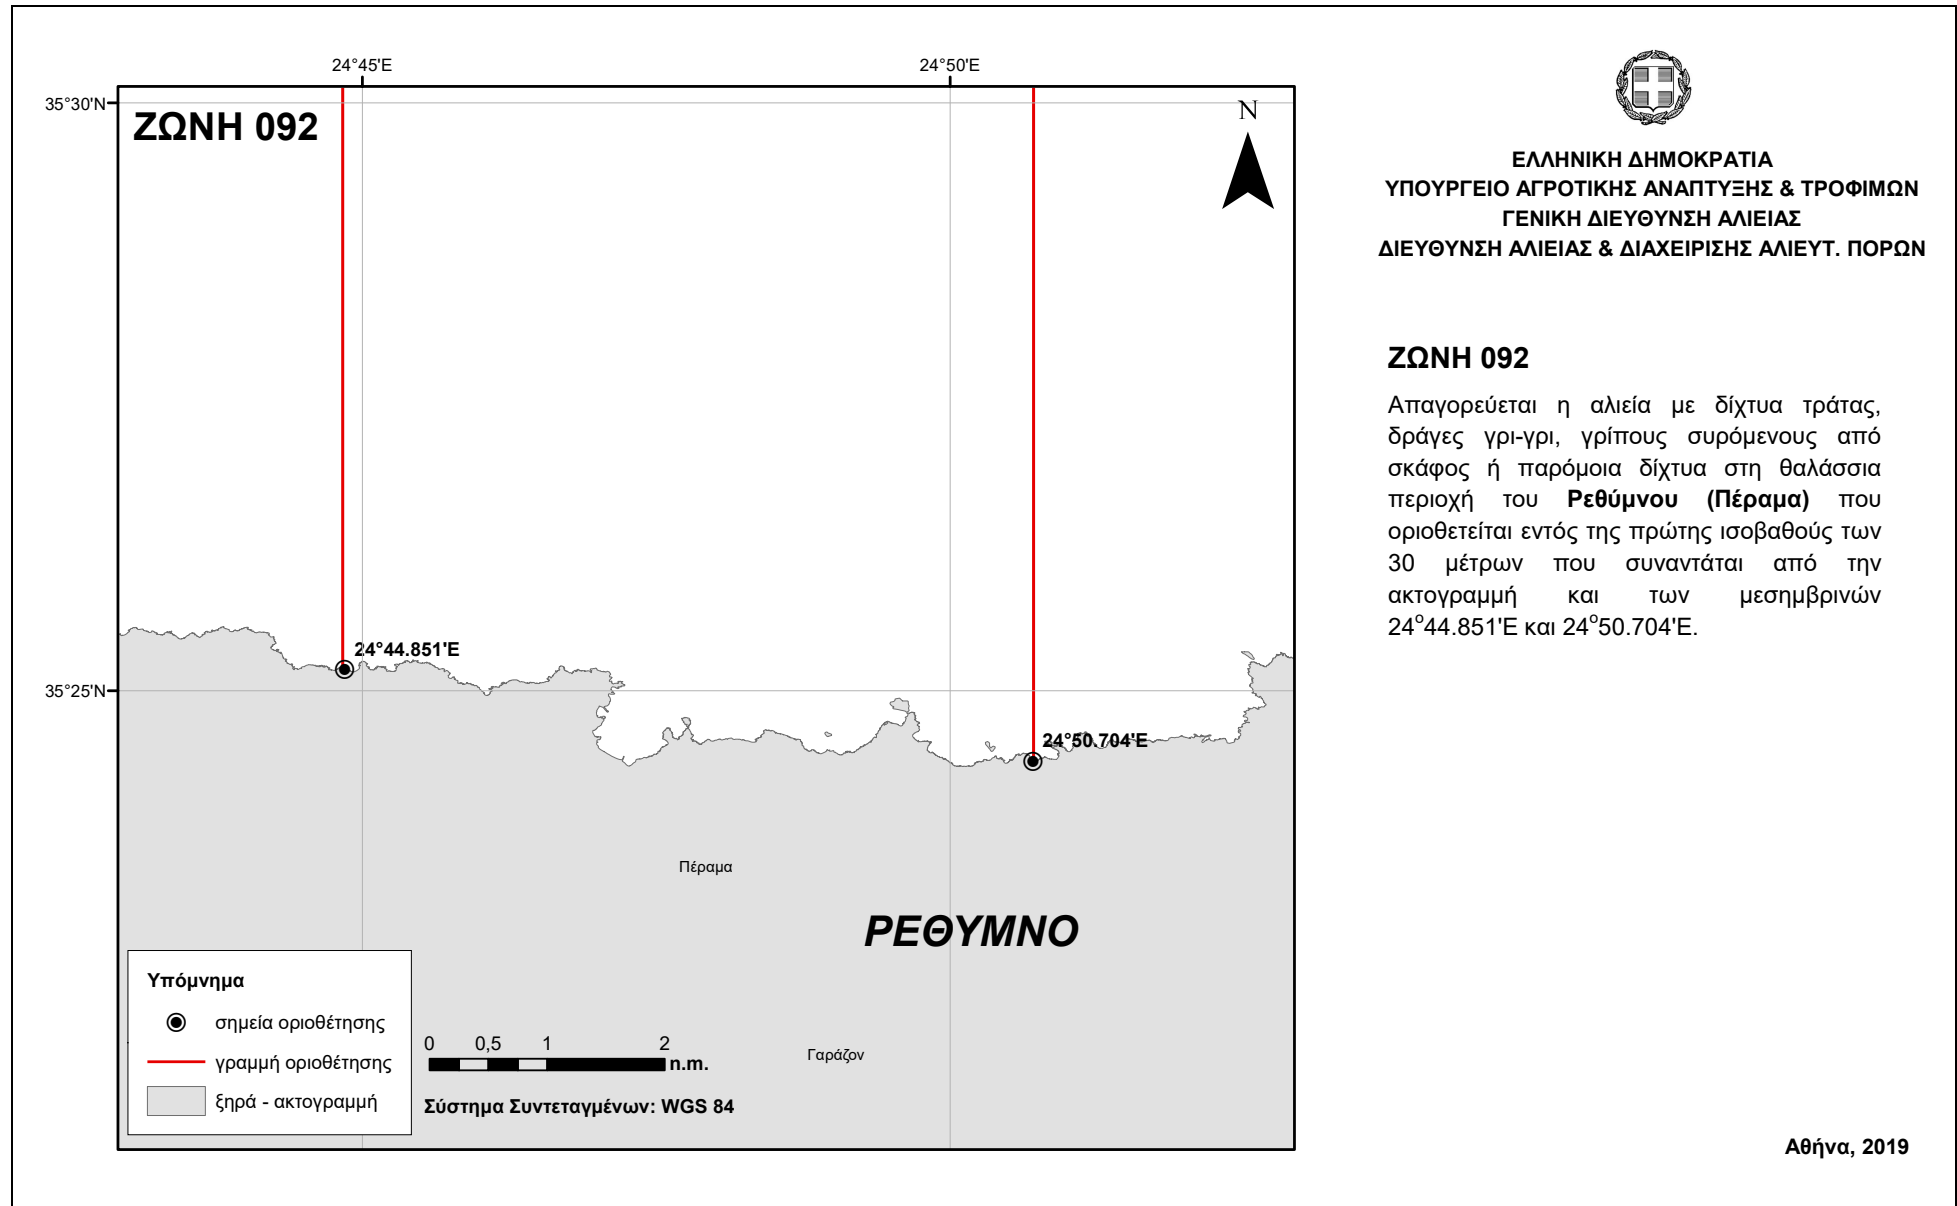 24°45'E
24°50'E
35°30'N
ΖΩΝΗ 092
N
24°44.851'E
35°25'N
24°50.704'E
Πέραμα
ΡΕΘΥΜΝΟ
Γαράζον
Υπόμνημα
σημεία οριοθέτησης
γραμμή οριοθέτησης
ξηρά - ακτογραμμή
0 0,5 1 2
n.m.
Σύστημα Συντεταγμένων: WGS 84
ΕΛΛΗΝΙΚΗ ΔΗΜΟΚΡΑΤΙΑ
ΥΠΟΥΡΓΕΙΟ ΑΓΡΟΤΙΚΗΣ ΑΝΑΠΤΥΞΗΣ & ΤΡΟΦΙΜΩΝ
ΓΕΝΙΚΗ ΔΙΕΥΘΥΝΣΗ ΑΛΙΕΙΑΣ
ΔΙΕΥΘΥΝΣΗ ΑΛΙΕΙΑΣ & ΔΙΑΧΕΙΡΙΣΗΣ ΑΛΙΕΥΤ. ΠΟΡΩΝ
ΖΩΝΗ 092
Απαγορεύεται η αλιεία με δίχτυα τράτας,
δράγες γρι-γρι, γρίπους συρόμενους από
σκάφος ή παρόμοια δίχτυα στη θαλάσσια
περιοχή του Ρεθύμνου (Πέραμα) που
οριοθετείται εντός της πρώτης ισοβαθούς των
30 μέτρων που συναντάται από την
ακτογραμμή και των μεσημβρινών
24°44.851'E και 24°50.704'E.
Αθήνα, 2019